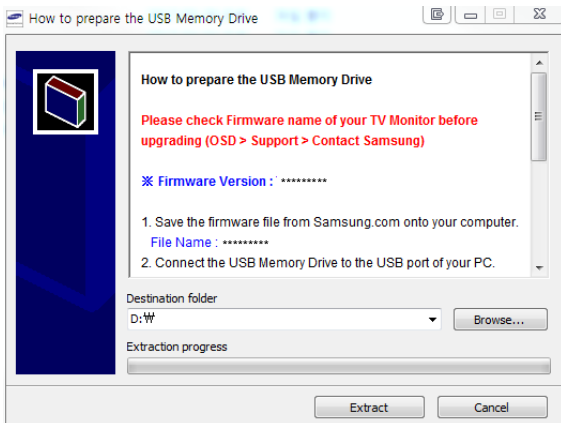 How to prepare the USB Memory Drive
How to prepare the USB Memory Drive
Please check Firmware name of your TV Monitor before
upgrading (OSD > Support > Contact Samsung)
※ Firmware Version : *********
1. Save the firmware file from Samsung.com onto your computer.
File Name : *********
2. Connect the USB Memory Drive to the USB port of your PC.
Destination folder
D:₩
Browse...
Extraction progress
Extract
Cancel